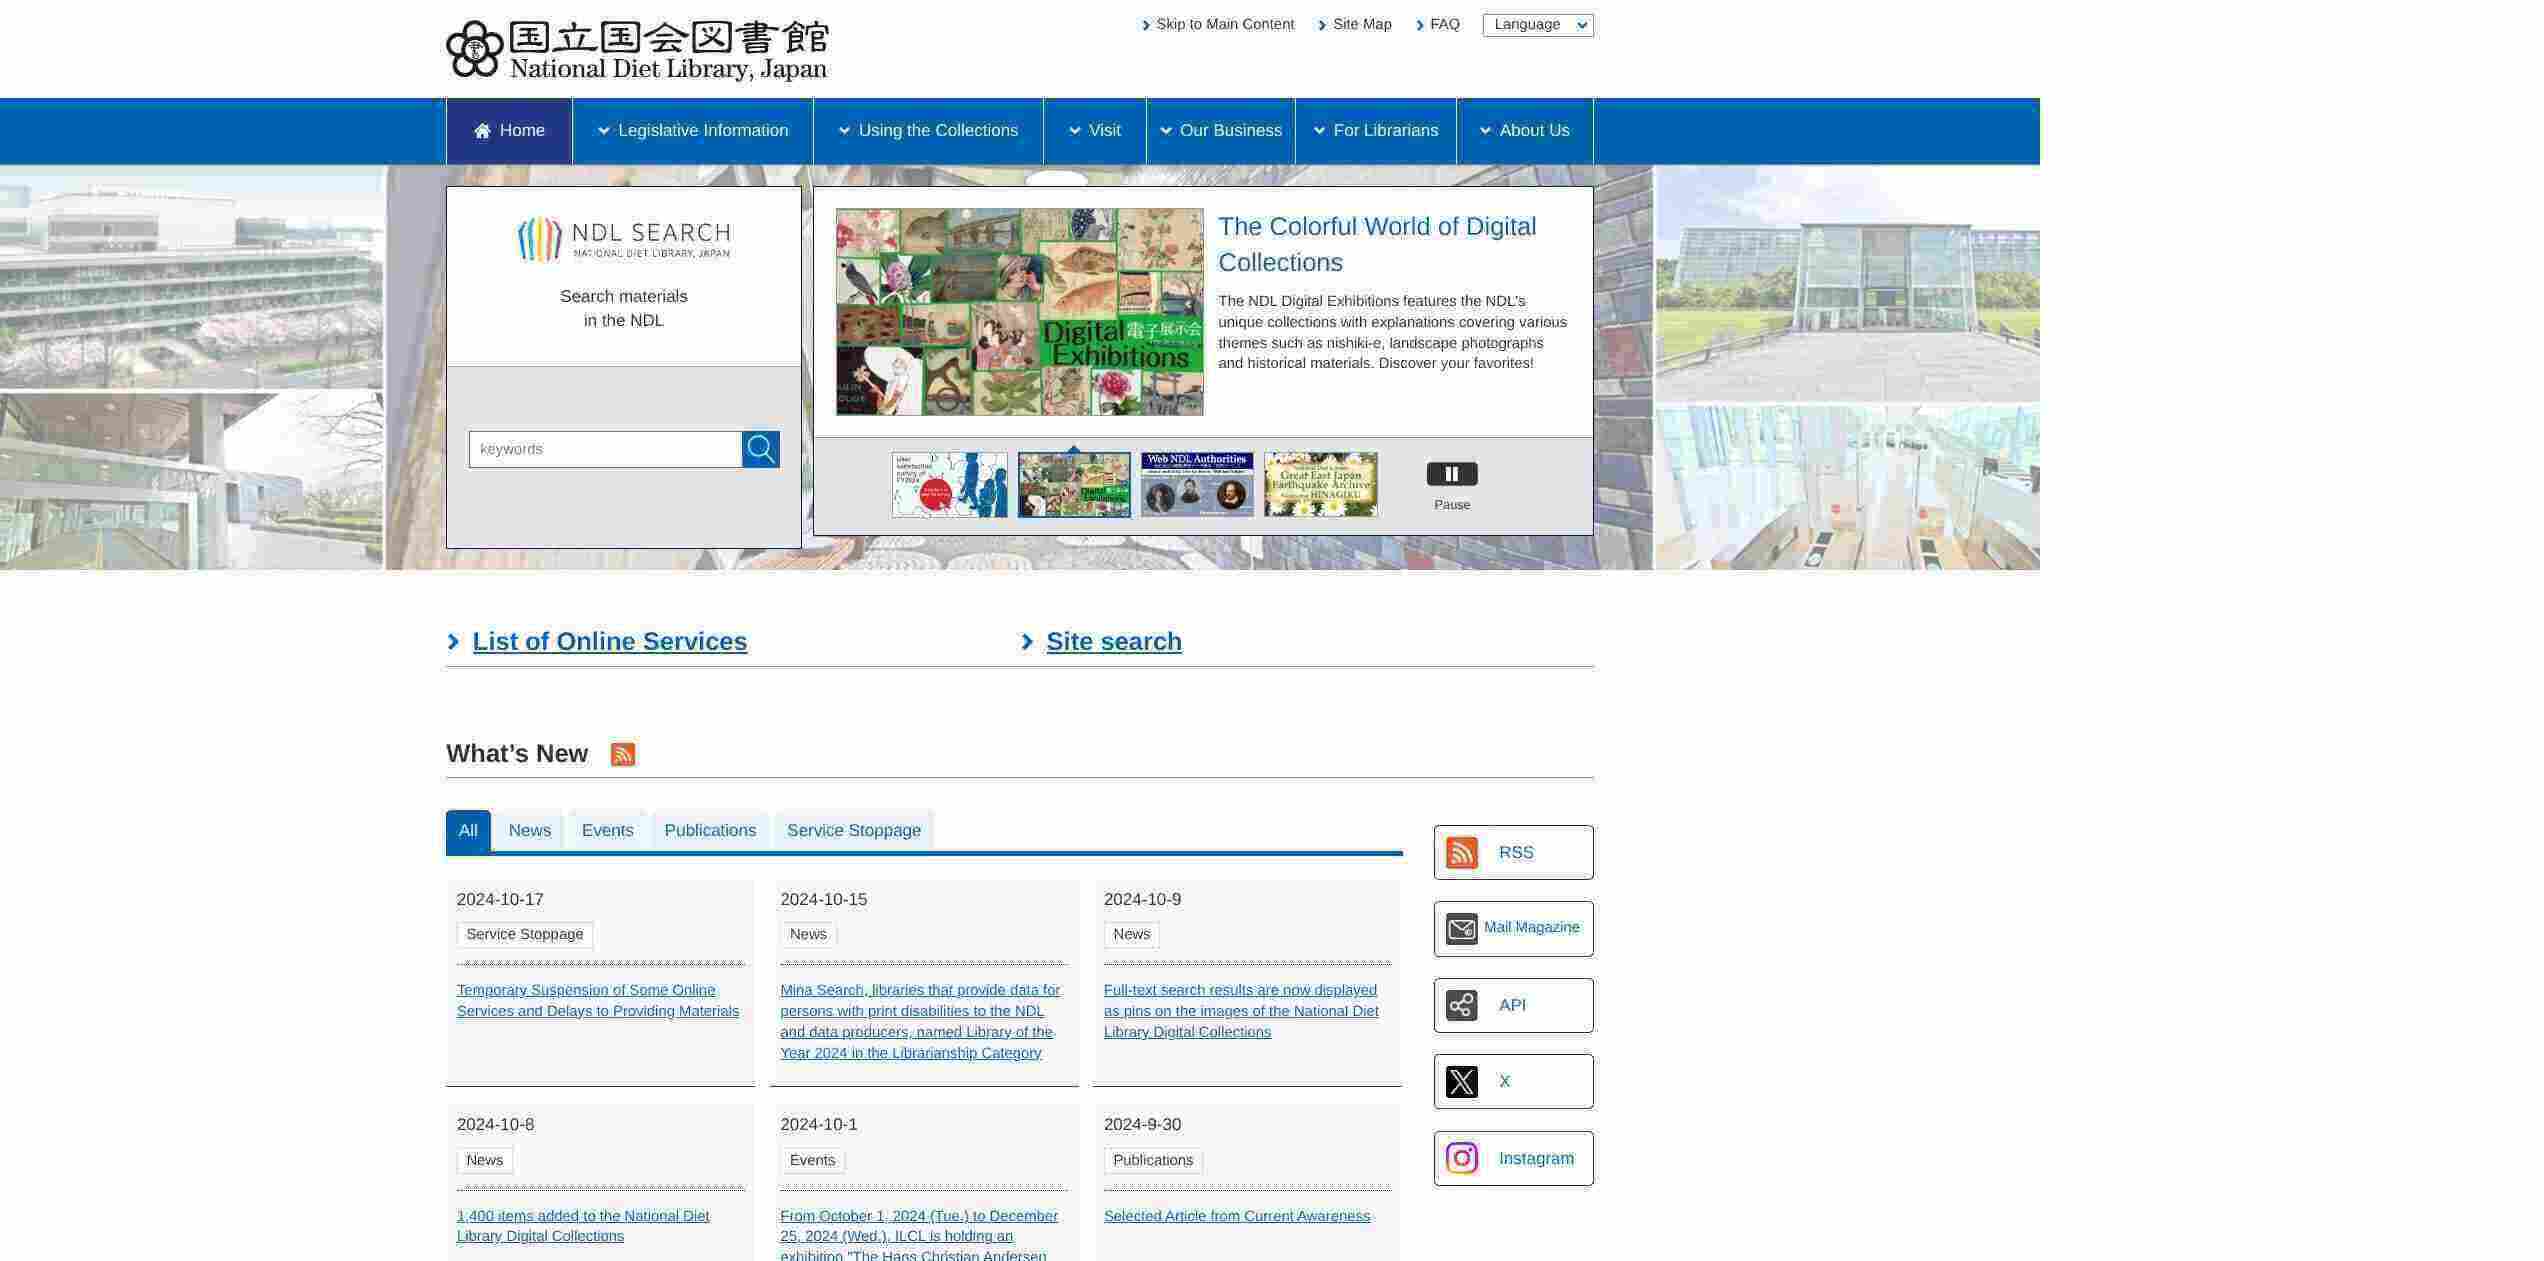 国立国会図書館
National Diet Library, Japan
Skip to Main Content
Site Map
FAQ
Language
Home
Legislative Information
Using the Collections
Visit
Our Business
For Librarians
About Us
NDL SEARCH
NATIONAL DIET LIBRARY, JAPAN
Search materials
in the NDL
keywords
Digital 電子展示会
Exhibitions
The Colorful World of Digital
Collections
The NDL Digital Exhibitions features the NDL's
unique collections with explanations covering various
themes such as nishiki-e, landscape photographs
and historical materials. Discover your favorites!
Digital
Exhibitions
Web NDL Authorities
Great East Japan
Earthquake Archive
HINAGIKU
Pause
List of Online Services
Site search
What’s New
All
News
Events
Publications
Service Stoppage
2024-10-17
Service Stoppage
Temporary Suspension of Some Online
Services and Delays to Providing Materials
2024-10-15
News
Mina Search, libraries that provide data for
persons with print disabilities to the NDL
and data producers, named Library of the
Year 2024 in the Librarianship Category
2024-10-9
News
Full-text search results are now displayed
as pins on the images of the National Diet
Library Digital Collections
2024-10-8
News
1,400 items added to the National Diet
Library Digital Collections
2024-10-1
Events
From October 1, 2024 (Tue.) to December
25, 2024 (Wed.), ILCL is holding an
exhibition "The Hans Christian Andersen
2024-9-30
Publications
Selected Article from Current Awareness
RSS
Mail Magazine
API
X
Instagram